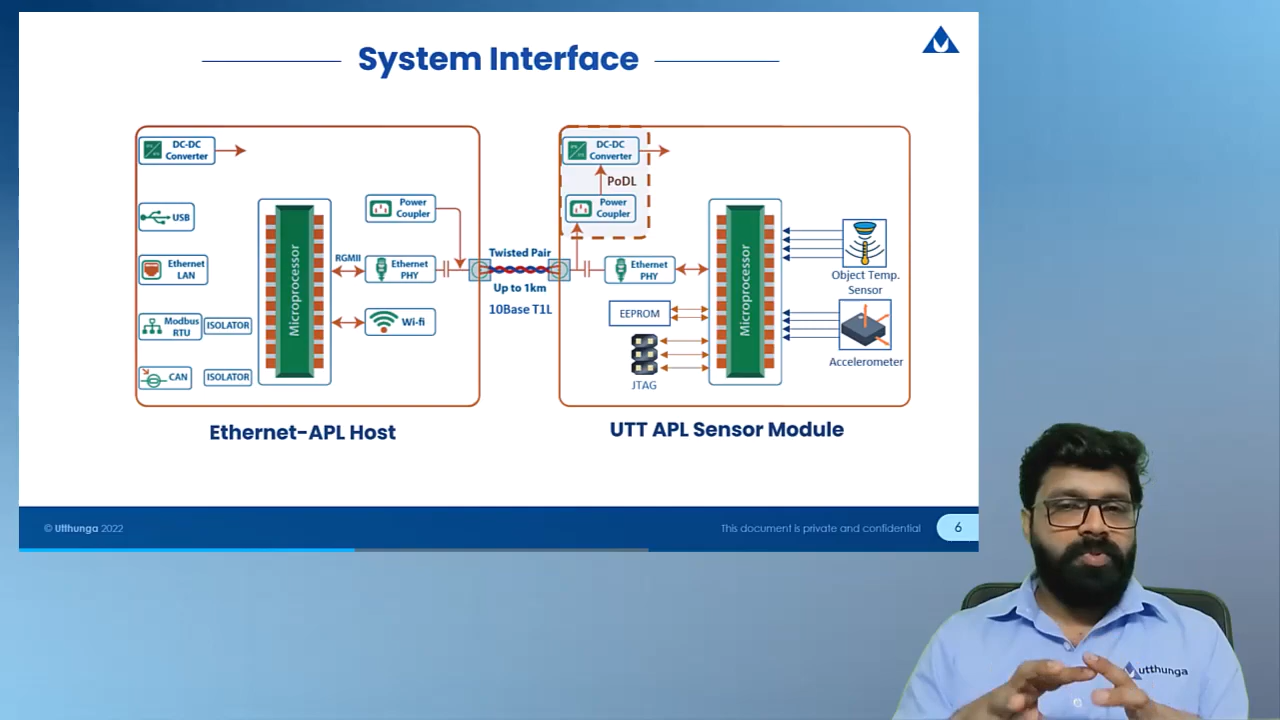 System Interface
DC-DC
Converter
USB
Ethernet
LAN
Modbus
RTU
ISOLATOR
CAN
ISOLATOR
Microprocessor
Power
Coupler
RGMII
Ethernet
PHY
Wi-fi
Twisted Pair
Up to 1km
10Base T1L
DC-DC
Converter
PoDL
Power
Coupler
Ethernet
PHY
EEPROM
JTAG
Microprocessor
Object Temp.
Sensor
Accelerometer
Ethernet-APL Host
UTT APL Sensor Module
© Utthunga 2022
This document is private and confidential
6
utthunga